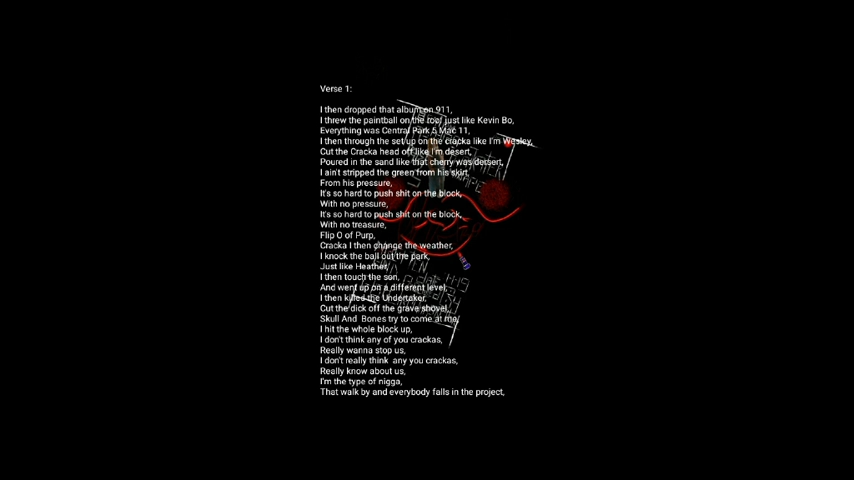 Verse 1:
I then dropped that album on 911,
I threw the paintball on the roof just like Kevin Bo,
Everything was Central Park 5 Mac 11,
I then through the set up on the cracka like I'm Wesley,
Cut the Cracka head off like I'm desert,
Poured in the sand like that cherry was dersert,
I ain't stripped the green from his skirt,
From his pressure,
It's so hard to push shit on the block,
With no pressure,
It's so hard to push shit on the block,
With no treasure,
Flip O of Purp,
Cracka I then change the weather,
I knock the ball out the park,
Just like Heather,
I then touch the son,
And went up on a different level,
I then killed the Undertaker,
Cut the dick off the grave shovel,
Skull And Bones try to come at me,
I hit the whole block up,
I don't think any of you crackas,
Really wanna stop us,
I don't really think any you crackas,
Really know about us,
I'm the type of nigga,
That walk by and everybody falls in the project,